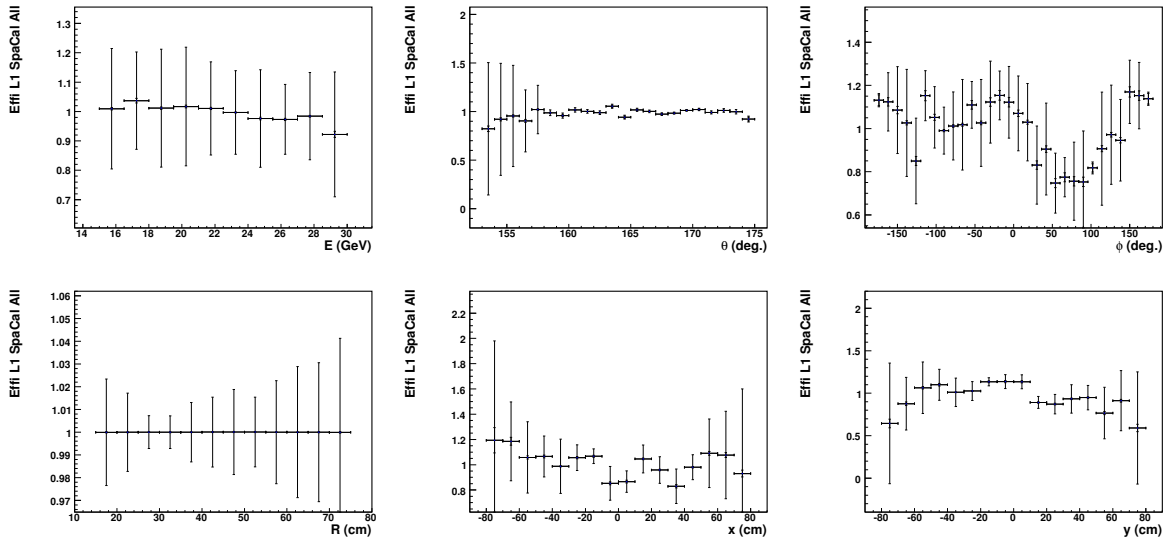 Effi L1 SpaCal All
1.3
1.2
1.1
1
0.9
0.8
0.7
14 16 18 20 22 24 26 28 30
E (GeV)
Effi L1 SpaCal All
2
1.5
1
0.5
0
155 160 165 170 175
θ (deg.)
Effi L1 SpaCal All
1.4
1.2
1
0.8
0.6
-150 -100 -50 0 50 100 150
ϕ (deg.)
Effi L1 SpaCal All
1.06
1.05
1.04
1.03
1.02
1.01
1
0.99
0.98
0.97
10 20 30 40 50 60 70 80
R (cm)
Effi L1 SpaCal All
2.2
2
1.8
1.6
1.4
1.2
1
0.8
-80 -60 -40 -20 0 20 40 60 80
x (cm)
Effi L1 SpaCal All
2
1.5
1
0.5
0
-80 -60 -40 -20 0 20 40 60 80
y (cm)